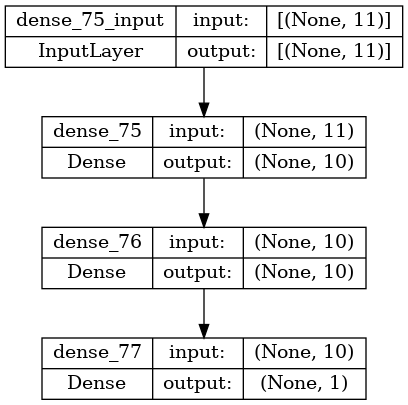 dense_75_input input: [(None, 11)]
InputLayer output: [(None, 11)]
dense_75 input: (None, 11)
Dense output: (None, 10)
dense_76 input: (None, 10)
Dense output: (None, 10)
dense_77 input: (None, 10)
Dense output: (None, 1)